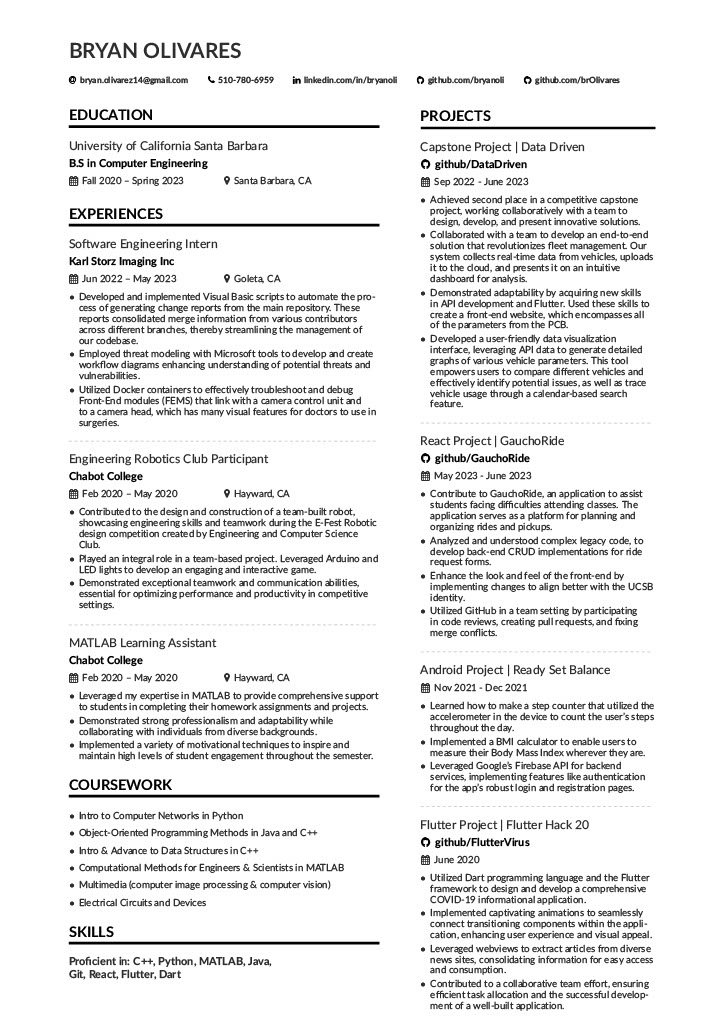 BRYAN OLIVARES
bryan.olivarez14@gmail.com 510-780-6959 linkedin.com/in/bryanoli github.com/bryanoli github.com/brOlivares
EDUCATION
University of California Santa Barbara
B.S in Computer Engineering
Fall 2020 – Spring 2023 Santa Barbara, CA
EXPERIENCES
Software Engineering Intern
Karl Storz Imaging Inc
Jun 2022 – May 2023 Goleta, CA
• Developed and implemented Visual Basic scripts to automate the pro-
cess of generating change reports from the main repository. These
reports consolidated merge information from various contributors
across different branches, thereby streamlining the management of
our codebase.
• Employed threat modeling with Microsoft tools to develop and create
workflow diagrams enhancing understanding of potential threats and
vulnerabilities.
• Utilized Docker containers to effectively troubleshoot and debug
Front-End modules (FEMS) that link with a camera control unit and
to a camera head, which has many visual features for doctors to use in
surgeries.
Engineering Robotics Club Participant
Chabot College
Feb 2020 – May 2020 Hayward, CA
• Contributed to the design and construction of a team-built robot,
showcasing engineering skills and teamwork during the E-Fest Robotic
design competition created by Engineering and Computer Science
Club.
• Played an integral role in a team-based project. Leveraged Arduino and
LED lights to develop an engaging and interactive game.
• Demonstrated exceptional teamwork and communication abilities,
essential for optimizing performance and productivity in competitive
settings.
MATLAB Learning Assistant
Chabot College
Feb 2020 – May 2020 Hayward, CA
• Leveraged my expertise in MATLAB to provide comprehensive support
to students in completing their homework assignments and projects.
• Demonstrated strong professionalism and adaptability while
collaborating with individuals from diverse backgrounds.
• Implemented a variety of motivational techniques to inspire and
maintain high levels of student engagement throughout the semester.
COURSEWORK
• Intro to Computer Networks in Python
• Object-Oriented Programming Methods in Java and C++
• Intro & Advance to Data Structures in C++
• Computational Methods for Engineers & Scientists in MATLAB
• Multimedia (computer image processing & computer vision)
• Electrical Circuits and Devices
SKILLS
Proficient in: C++, Python, MATLAB, Java,
Git, React, Flutter, Dart
PROJECTS
Capstone Project | Data Driven
github/DataDriven
Sep 2022 - June 2023
• Achieved second place in a competitive capstone
project, working collaboratively with a team to
design, develop, and present innovative solutions.
• Collaborated with a team to develop an end-to-end
solution that revolutionizes fleet management. Our
system collects real-time data from vehicles, uploads
it to the cloud, and presents it on an intuitive
dashboard for analysis.
• Demonstrated adaptability by acquiring new skills
in API development and Flutter. Used these skills to
create a front-end website, which encompasses all
of the parameters from the PCB.
• Developed a user-friendly data visualization
interface, leveraging API data to generate detailed
graphs of various vehicle parameters. This tool
empowers users to compare different vehicles and
effectively identify potential issues, as well as trace
vehicle usage through a calendar-based search
feature.
React Project | GauchoRide
github/GauchoRide
May 2023 - June 2023
• Contribute to GauchoRide, an application to assist
students facing difficulties attending classes. The
application serves as a platform for planning and
organizing rides and pickups.
• Analyzed and understood complex legacy code, to
develop back-end CRUD implementations for ride
request forms.
• Enhance the look and feel of the front-end by
implementing changes to align better with the UCSB
identity.
• Utilized GitHub in a team setting by participating
in code reviews, creating pull requests, and fixing
merge conflicts.
Android Project | Ready Set Balance
Nov 2021 - Dec 2021
• Learned how to make a step counter that utilized the
accelerometer in the device to count the user's steps
throughout the day.
• Implemented a BMI calculator to enable users to
measure their Body Mass Index wherever they are.
• Leveraged Google's Firebase API for backend
services, implementing features like authentication
for the app's robust login and registration pages.
Flutter Project | Flutter Hack 20
github/FlutterVirus
June 2020
• Utilized Dart programming language and the Flutter
framework to design and develop a comprehensive
COVID-19 informational application.
• Implemented captivating animations to seamlessly
connect transitioning components within the appli-
cation, enhancing user experience and visual appeal.
• Leveraged webviews to extract articles from diverse
news sites, consolidating information for easy access
and consumption.
• Contributed to a collaborative team effort, ensuring
efficient task allocation and the successful develop-
ment of a well-built application.